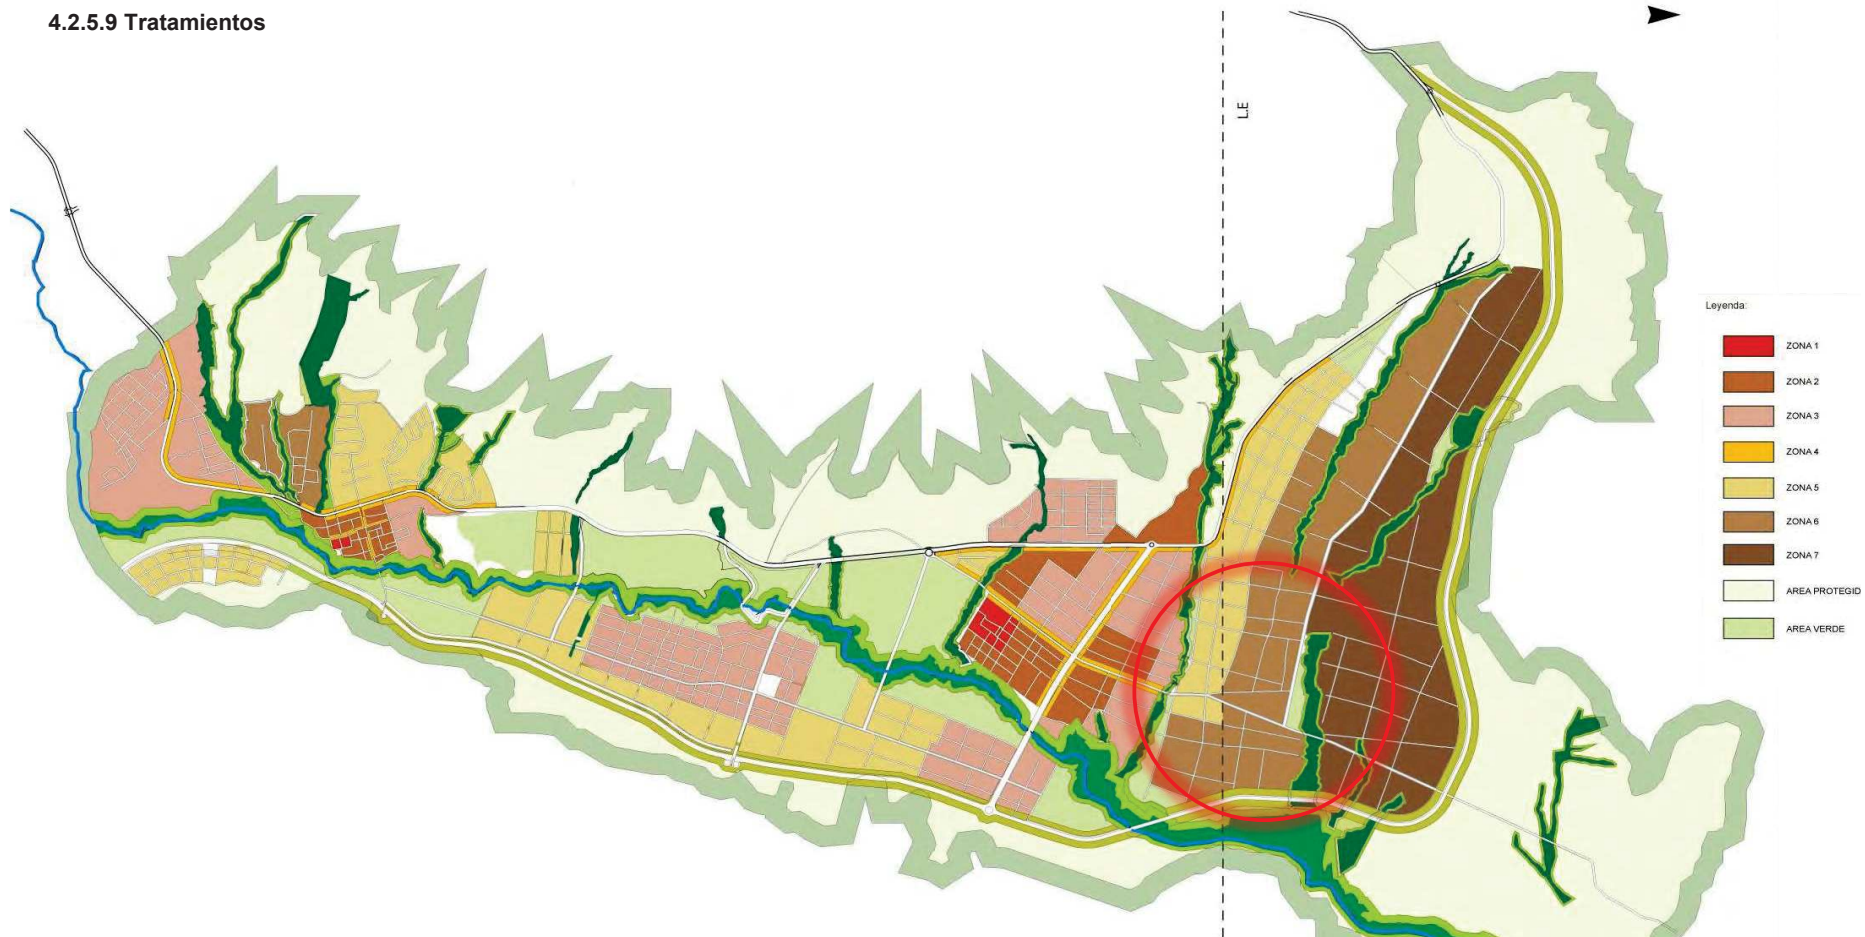 4.2.5.9 Tratamientos
L.E
Leyenda:
ZONA 1
ZONA 2
ZONA 3
ZONA 4
ZONA 5
ZONA 6
ZONA 7
AREA PROTEGID
AREA VERDE